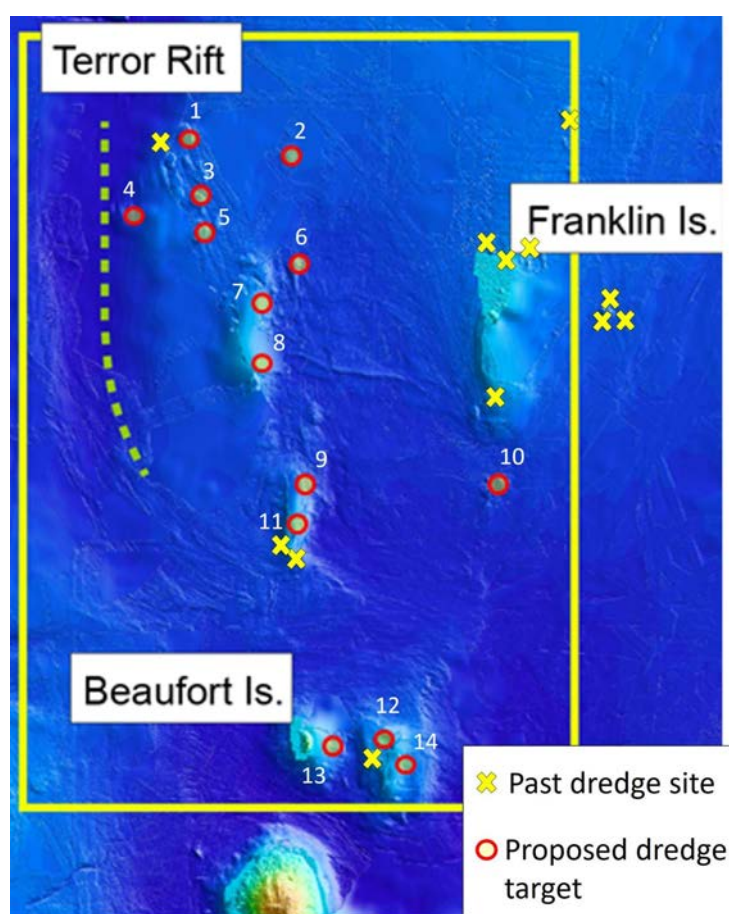 Terror Rift
1
2
3
4
5
Franklin Is.
6
7
8
9
10
11
Beaufort Is.
12
13
14
Past dredge site
Proposed dredge
target